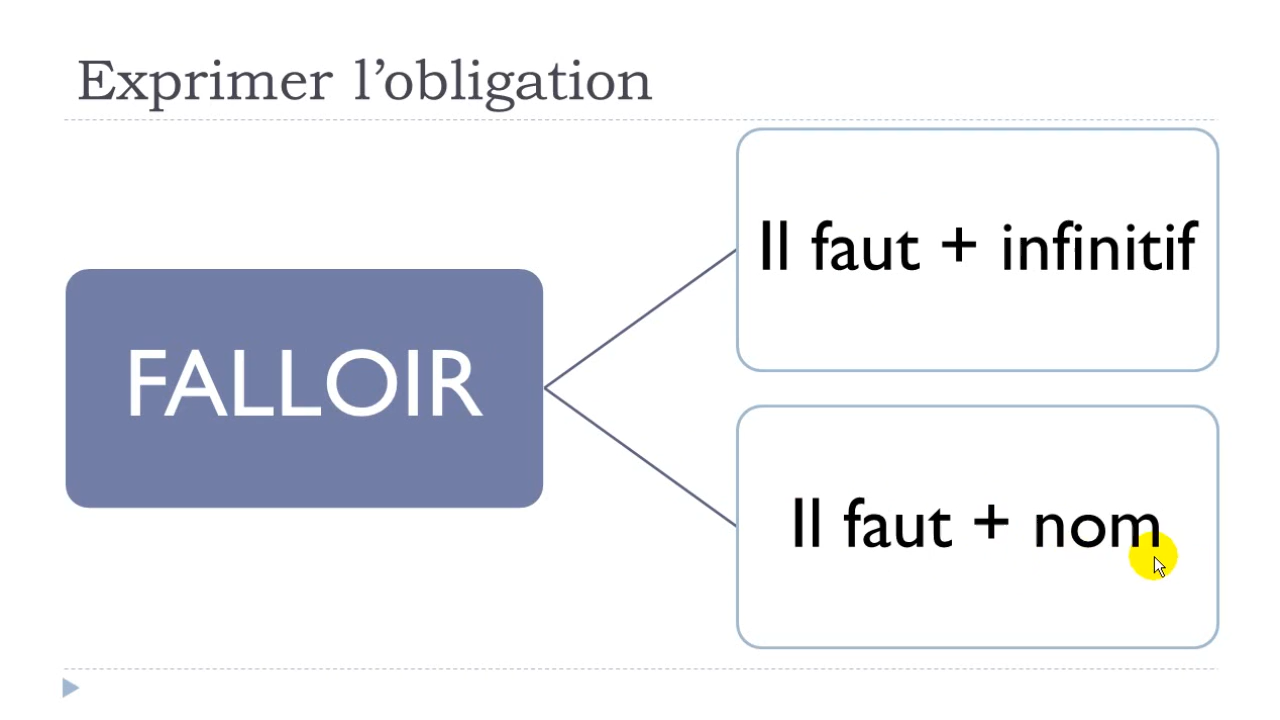 Exprimer l’obligation
Il faut + infinitif
FALLOIR
Il faut + nom